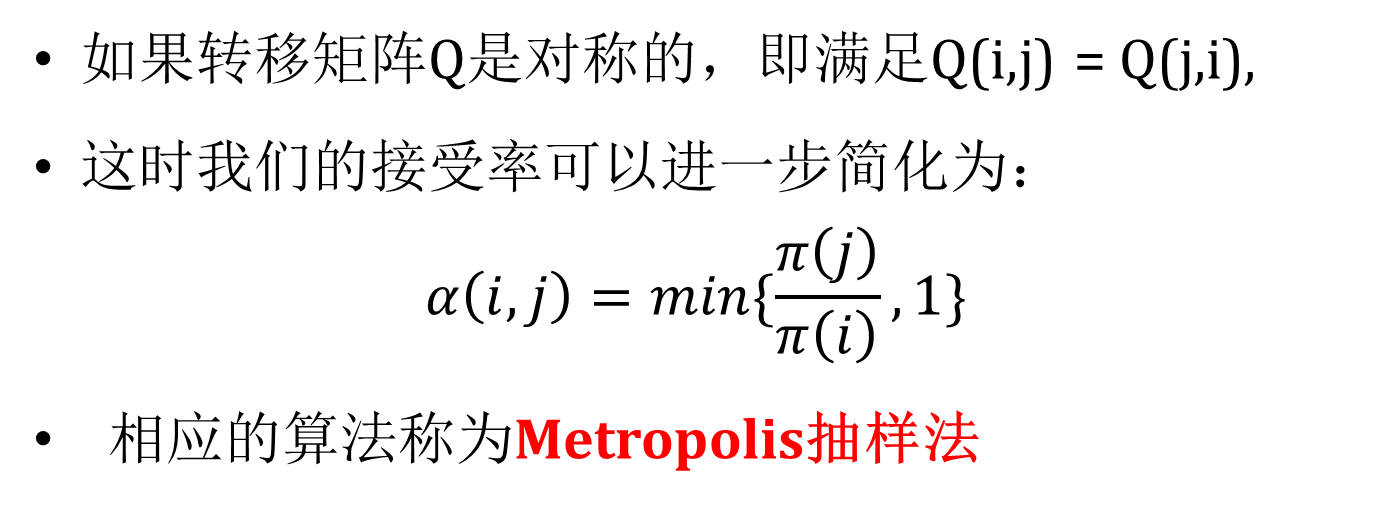 • 如果转移矩阵Q是对称的，即满足Q(i,j) = Q(j,i),
• 这时我们的接受率可以进一步简化为：
α(i, j) = min{π(j)/π(i), 1}
• 相应的算法称为Metropolis抽样法